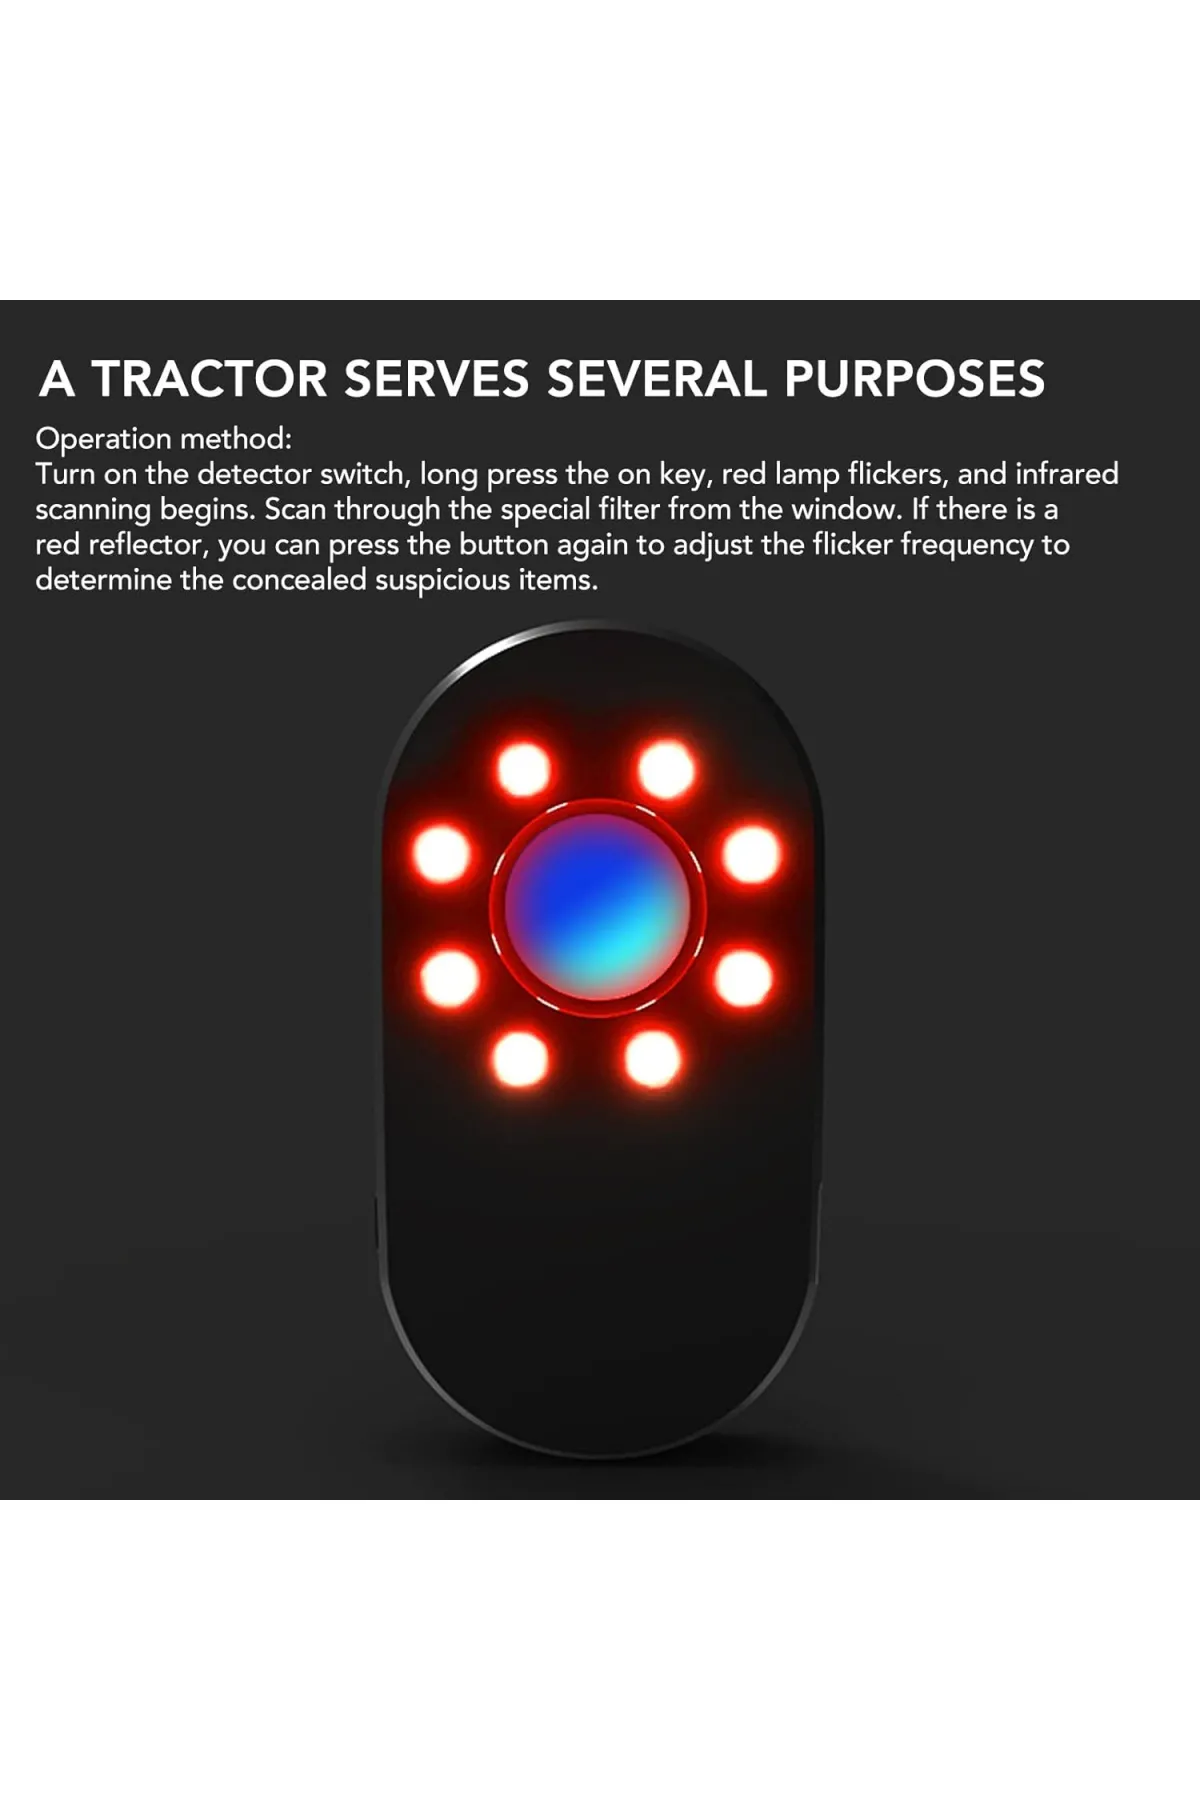 A TRACTOR SERVES SEVERAL PURPOSES
Operation method:
Turn on the detector switch, long press the on key, red lamp flickers, and infrared
scanning begins. Scan through the special filter from the window. If there is a
red reflector, you can press the button again to adjust the flicker frequency to
determine the concealed suspicious items.